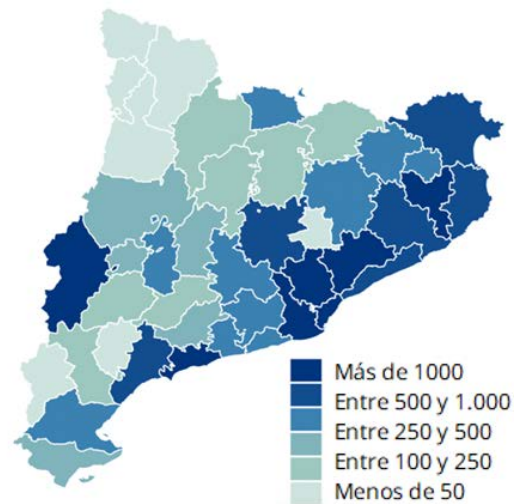 Más de 1000
Entre 500 y 1.000
Entre 250 y 500
Entre 100 y 250
Menos de 50